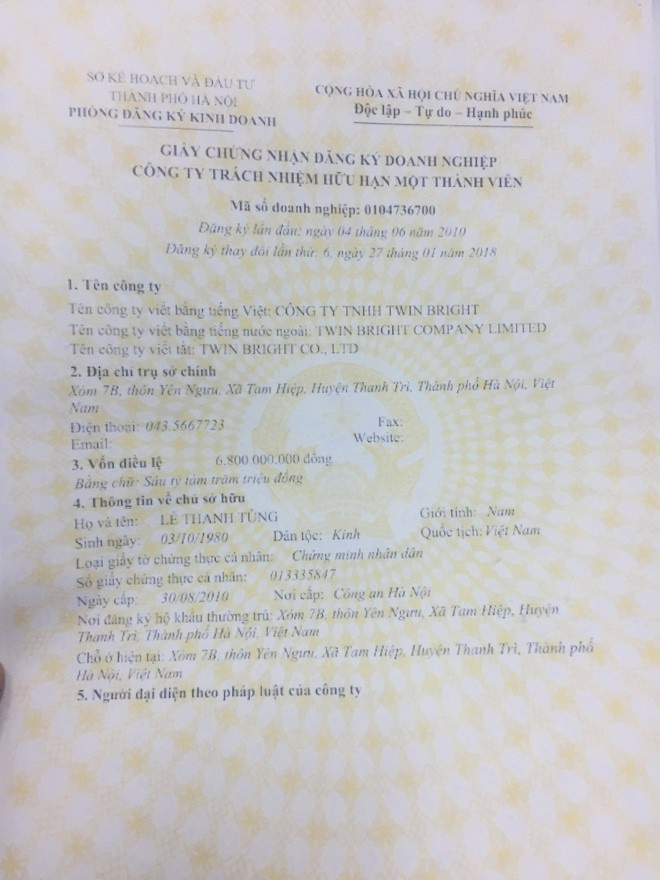 SỞ KẾ HOẠCH VÀ ĐẦU TƯ
THÀNH PHỐ HÀ NỘI
PHÒNG ĐĂNG KÝ KINH DOANH
CỘNG HÒA XÃ HỘI CHỦ NGHĨA VIỆT NAM
Độc lập – Tự do – Hạnh phúc
GIẤY CHỨNG NHẬN ĐĂNG KÝ DOANH NGHIỆP
CÔNG TY TRÁCH NHIỆM HỮU HẠN MỘT THÀNH VIÊN
Mã số doanh nghiệp: 0104736700
Đăng ký lần đầu: ngày 04 tháng 06 năm 2010
Đăng ký thay đổi lần thứ: 6, ngày 27 tháng 01 năm 2018
1. Tên công ty
Tên công ty viết bằng tiếng Việt: CÔNG TY TNHH TWIN BRIGHT
Tên công ty viết bằng tiếng nước ngoài: TWIN BRIGHT COMPANY LIMITED
Tên công ty viết tắt: TWIN BRIGHT CO., LTD
2. Địa chỉ trụ sở chính
Xóm 7B, thôn Yên Ngưu, Xã Tam Hiệp, Huyện Thanh Trì, Thành phố Hà Nội, Việt
Nam
Điện thoại: 043.5667723 Fax:
Email: Website:
3. Vốn điều lệ 6.800.000.000 đồng
Bằng chữ: Sáu tỷ tám trăm triệu đồng
4. Thông tin về chủ sở hữu
Họ và tên: LÊ THANH TÙNG Giới tính: Nam
Sinh ngày: 03/10/1980 Dân tộc: Kinh Quốc tịch: Việt Nam
Loại giấy tờ chứng thực cá nhân: Chứng minh nhân dân
Số giấy chứng thực cá nhân: 013335847
Ngày cấp: 30/08/2010 Nơi cấp: Công an Hà Nội
Nơi đăng ký hộ khẩu thường trú: Xóm 7B, thôn Yên Ngưu, Xã Tam Hiệp, Huyện
Thanh Trì, Thành phố Hà Nội, Việt Nam
Chỗ ở hiện tại: Xóm 7B, thôn Yên Ngưu, Xã Tam Hiệp, Huyện Thanh Trì, Thành phố
Hà Nội, Việt Nam
5. Người đại diện theo pháp luật của công ty